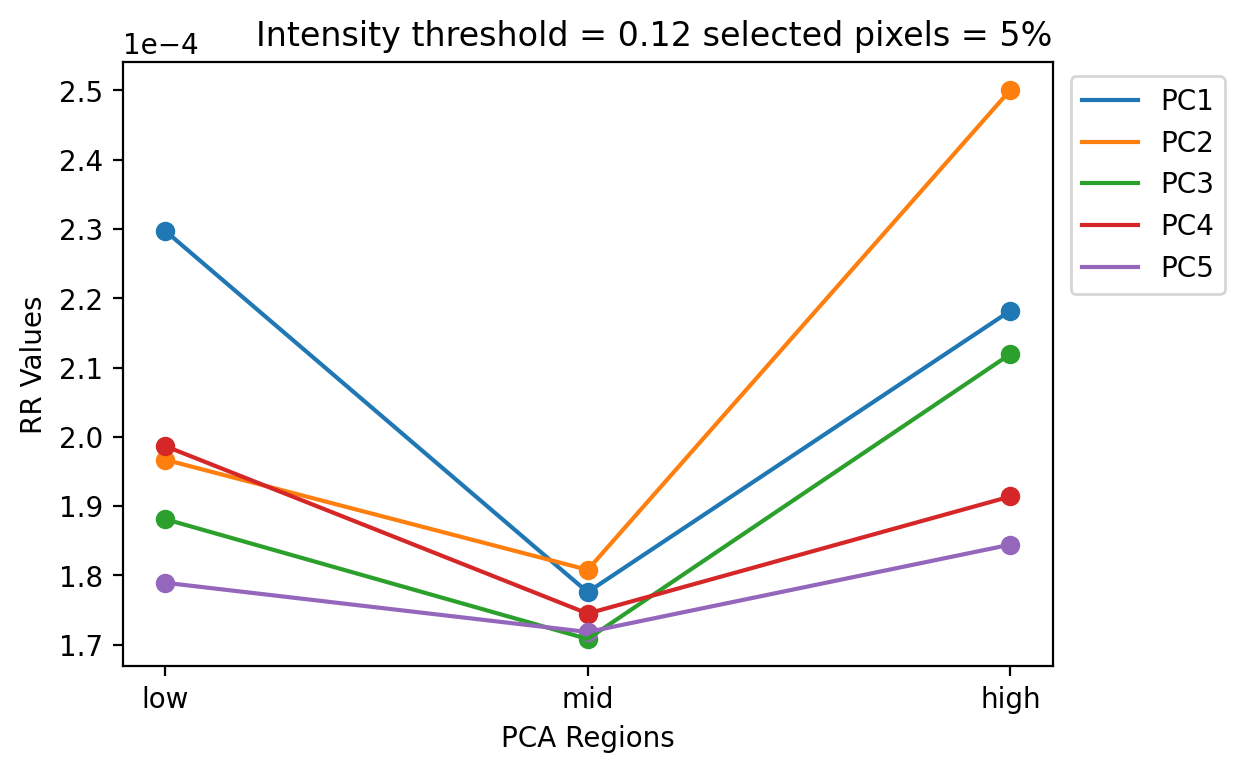 Intensity threshold = 0.12 selected pixels = 5%
1e−4
2.5
2.4
2.3
2.2
2.1
2.0
1.9
1.8
1.7
RR Values
low
mid
high
PCA Regions
PC1
PC2
PC3
PC4
PC5